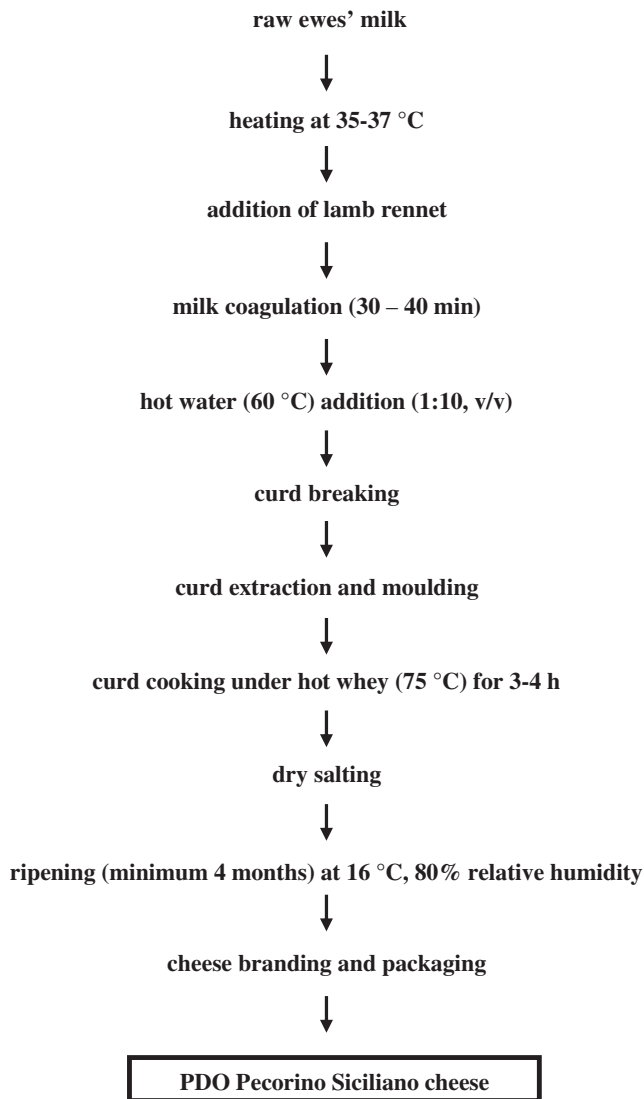 raw ewes’ milk
heating at 35-37 °C
addition of lamb rennet
milk coagulation (30 – 40 min)
hot water (60 °C) addition (1:10, v/v)
curd breaking
curd extraction and moulding
curd cooking under hot whey (75 °C) for 3-4 h
dry salting
ripening (minimum 4 months) at 16 °C, 80% relative humidity
cheese branding and packaging
PDO Pecorino Siciliano cheese